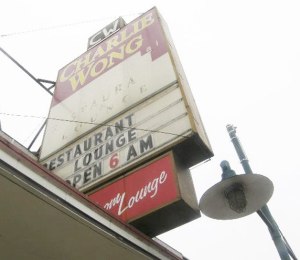 CW
CHARLIE
WONG
RESTAURANT
LOUNGE
OPEN 6 AM
Lounge